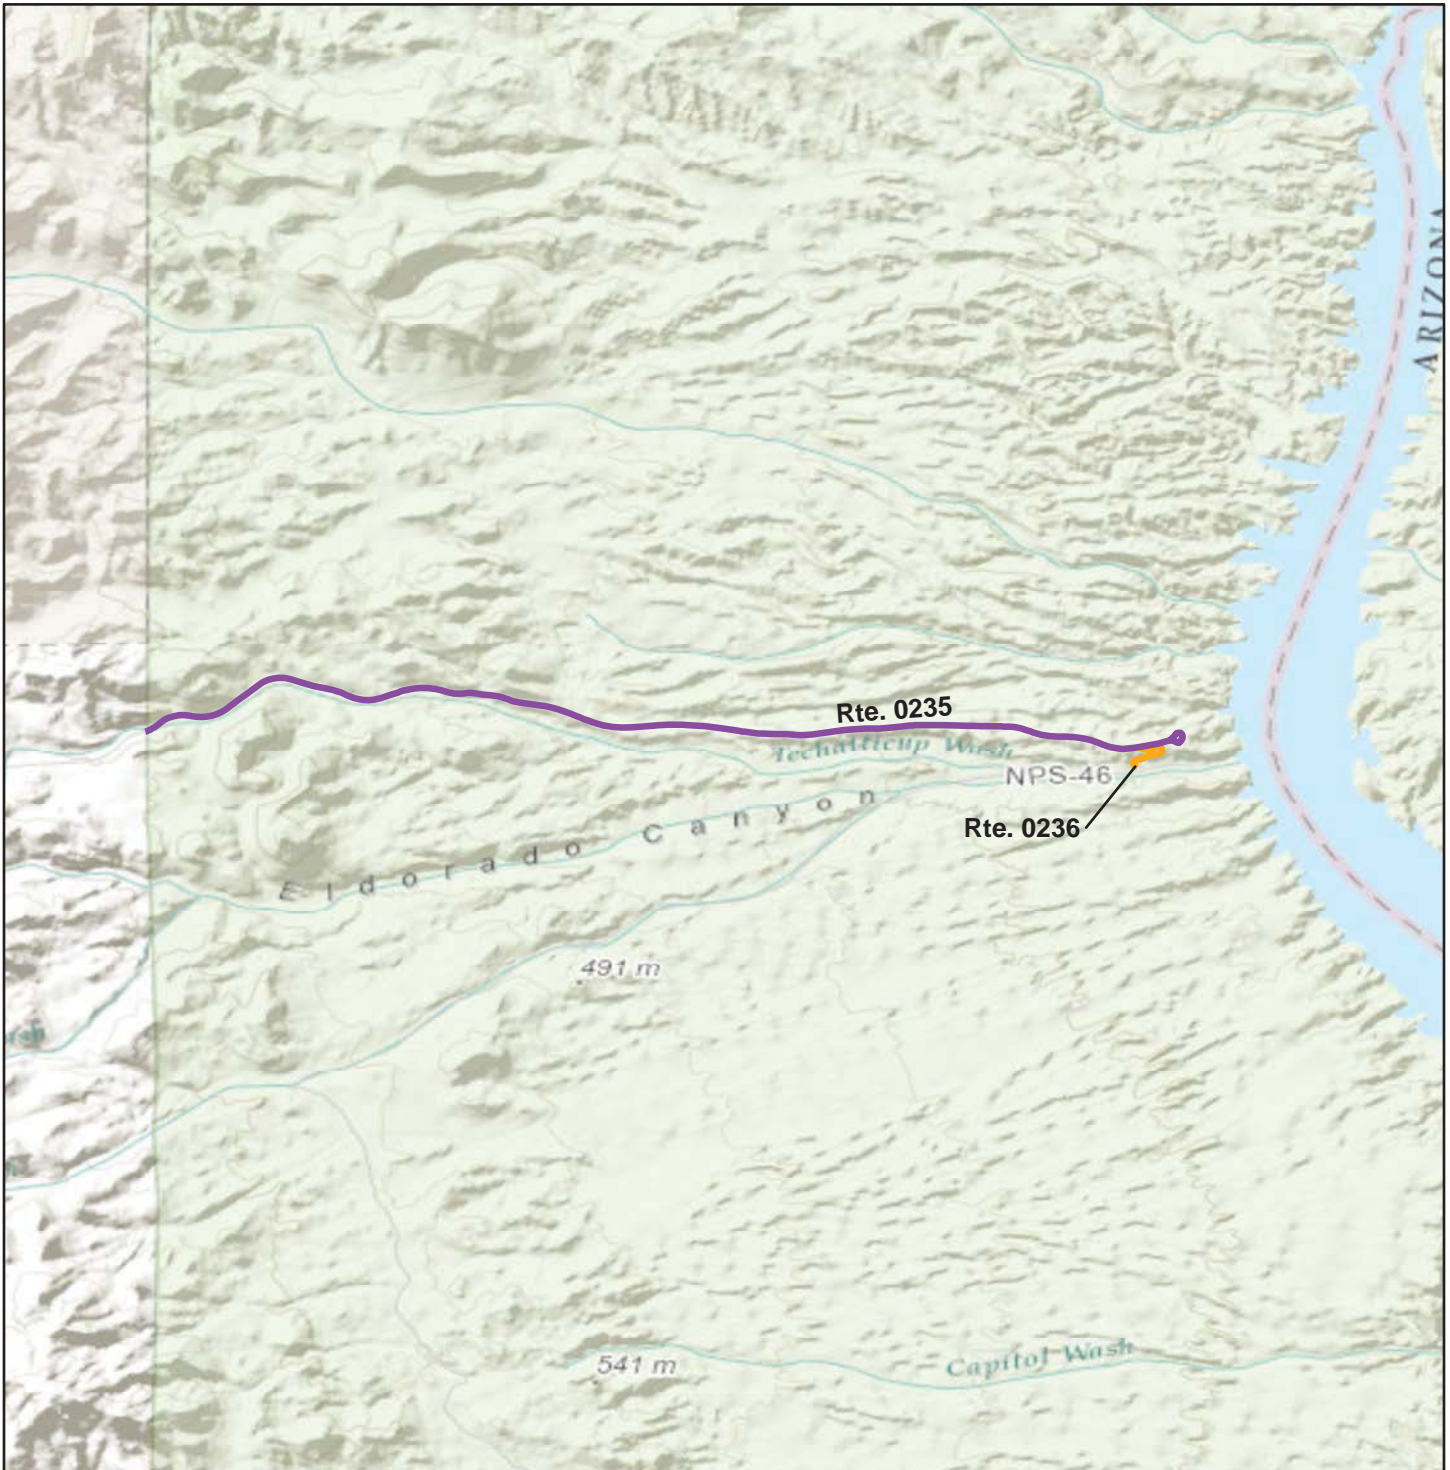 ARIZONA
Rte. 0235
Techatticup Wash
NPS-46
Rte. 0236
Eldorado Canyon
491 m
541 m
Capitol Wash